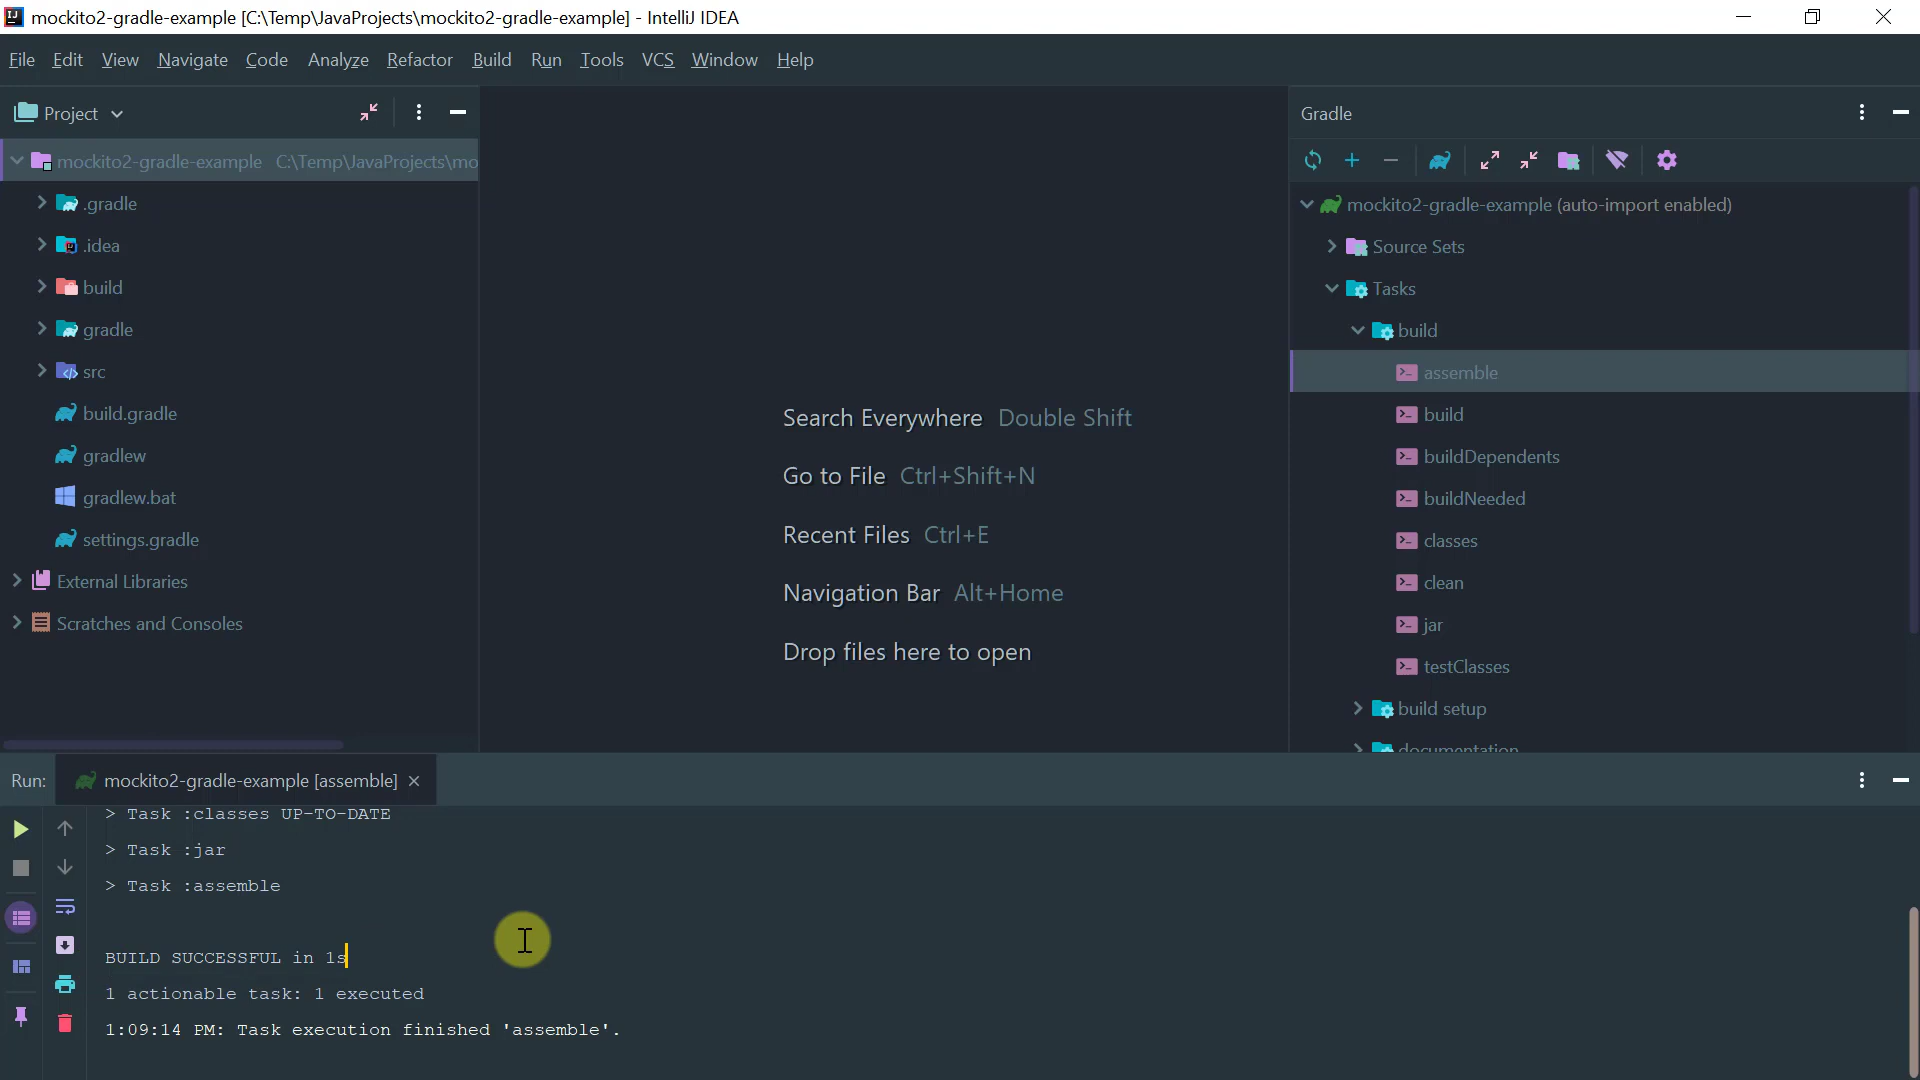 mockito2-gradle-example [C:\Temp\JavaProjects\mockito2-gradle-example] - IntelliJ IDEA
File Edit View Navigate Code Analyze Refactor Build Run Tools VCS Window Help
Project
mockito2-gradle-example C:\Temp\JavaProjects\mo
.gradle
.idea
build
gradle
src
build.gradle
gradlew
gradlew.bat
settings.gradle
External Libraries
Scratches and Consoles
Search Everywhere Double Shift
Go to File Ctrl+Shift+N
Recent Files Ctrl+E
Navigation Bar Alt+Home
Drop files here to open
Gradle
mockito2-gradle-example (auto-import enabled)
Source Sets
Tasks
build
assemble
build
buildDependents
buildNeeded
classes
clean
jar
testClasses
build setup
documentation
Run: mockito2-gradle-example [assemble]
> Task :classes UP-TO-DATE
> Task :jar
> Task :assemble
BUILD SUCCESSFUL in 1s
1 actionable task: 1 executed
1:09:14 PM: Task execution finished 'assemble'.